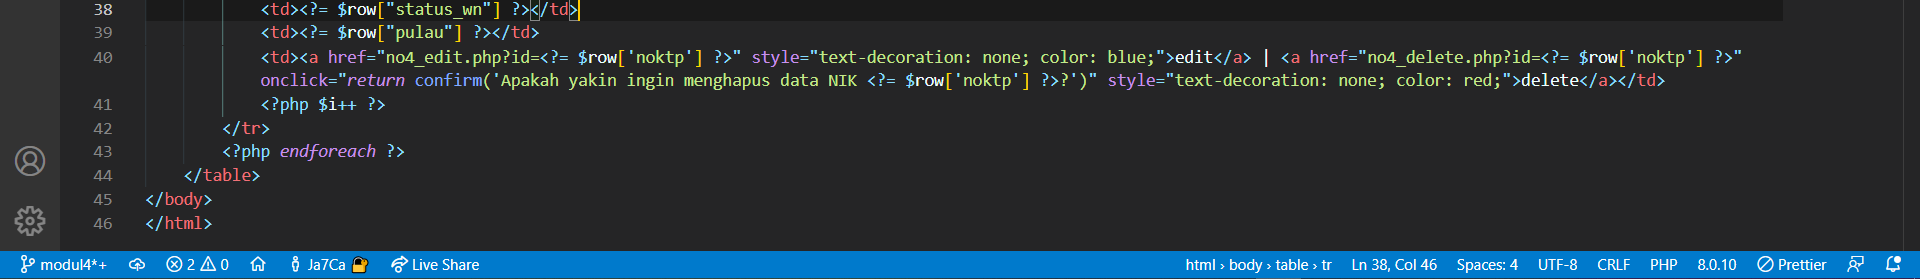 38 <td><?= $row["status_wn"] ?></td>
39 <td><?= $row["pulau"] ?></td>
40 <td><a href="no4_edit.php?id=<?= $row['noktp'] ?>" style="text-decoration: none; color: blue;">edit</a> | <a href="no4_delete.php?id=<?= $row['noktp'] ?>"
onclick="return confirm('Apakah yakin ingin menghapus data NIK <?= $row['noktp'] ?>?')" style="text-decoration: none; color: red;">delete</a></td>
41 <?php $i++ ?>
42 </tr>
43 <?php endforeach ?>
44 </table>
45 </body>
46 </html>
modul4*+ 2 0 Ja7Ca Live Share html › body › table › tr Ln 38, Col 46 Spaces: 4 UTF-8 CRLF PHP 8.0.10 Prettier